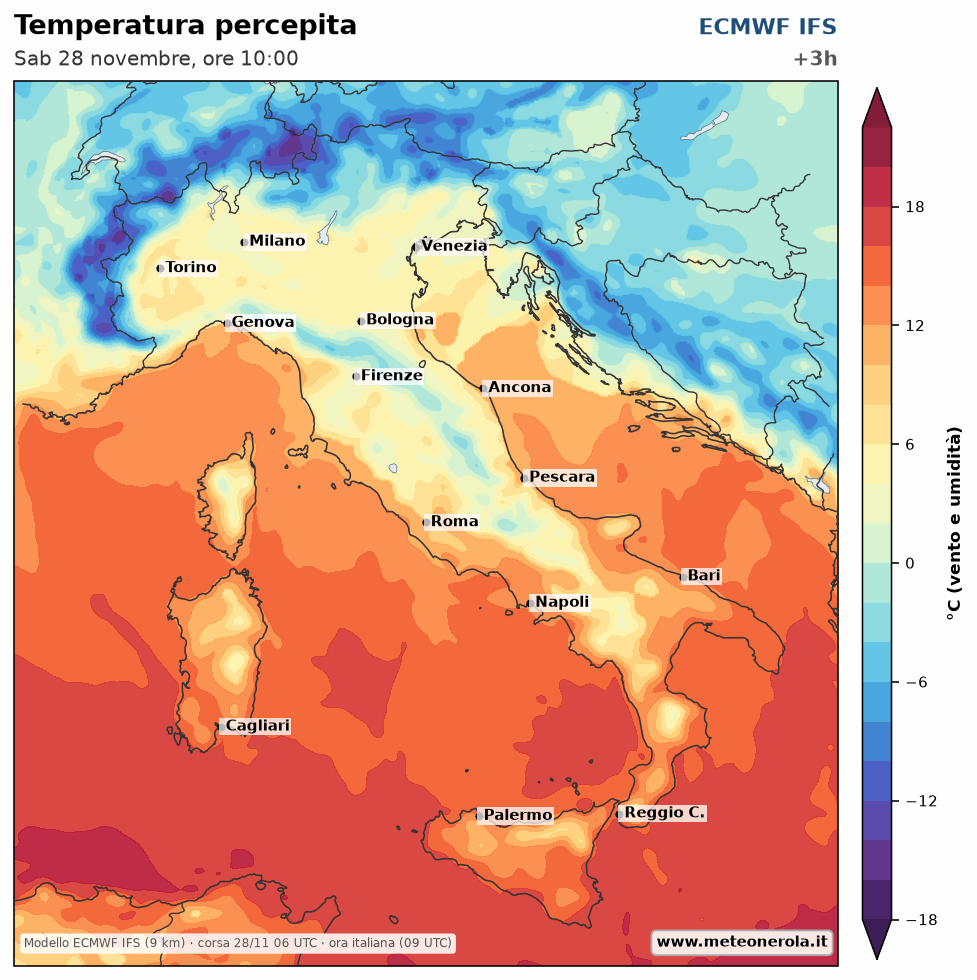 Temperatura percepita
ECMWF IFS
Sab 28 novembre, ore 10:00
+3h
Milano
Venezia
Torino
Genova
Bologna
Firenze
Ancona
Pescara
Roma
Bari
Napoli
Cagliari
Palermo
Reggio C.
18
12
6
0
−6
−12
−18
°C (vento e umidità)
Modello ECMWF IFS (9 km) · corsa 28/11 06 UTC · ora italiana (09 UTC)
www.meteonerola.it